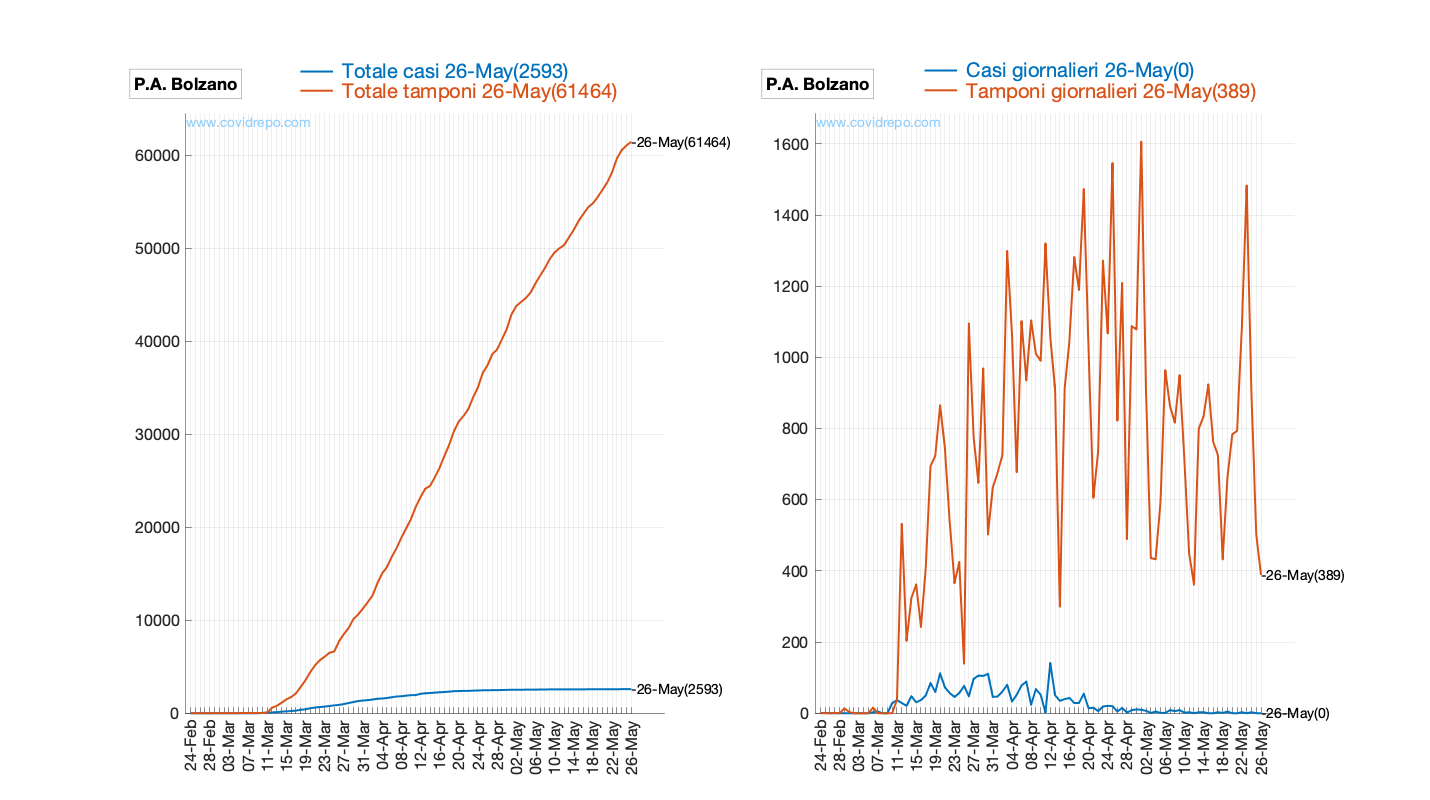 P.A. Bolzano
Totale casi 26-May(2593)
Totale tamponi 26-May(61464)
www.covidrepo.com
26-May(61464)
60000
50000
40000
30000
20000
10000
0
26-May(2593)
24-Feb
28-Feb
03-Mar
07-Mar
11-Mar
15-Mar
19-Mar
23-Mar
27-Mar
31-Mar
04-Apr
08-Apr
12-Apr
16-Apr
20-Apr
24-Apr
28-Apr
02-May
06-May
10-May
14-May
18-May
22-May
26-May
P.A. Bolzano
Casi giornalieri 26-May(0)
Tamponi giornalieri 26-May(389)
www.covidrepo.com
1600
1400
1200
1000
800
600
400
200
0
26-May(389)
26-May(0)
24-Feb
28-Feb
03-Mar
07-Mar
11-Mar
15-Mar
19-Mar
23-Mar
27-Mar
31-Mar
04-Apr
08-Apr
12-Apr
16-Apr
20-Apr
24-Apr
28-Apr
02-May
06-May
10-May
14-May
18-May
22-May
26-May